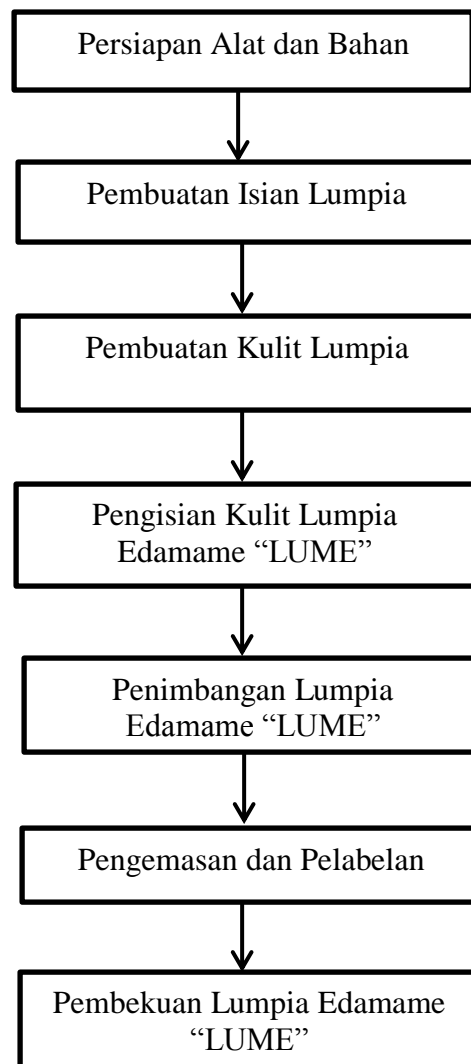 Persiapan Alat dan Bahan
Pembuatan Isian Lumpia
Pembuatan Kulit Lumpia
Pengisian Kulit Lumpia
Edamame “LUME”
Penimbangan Lumpia
Edamame “LUME”
Pengemasan dan Pelabelan
Pembekuan Lumpia Edamame
“LUME”